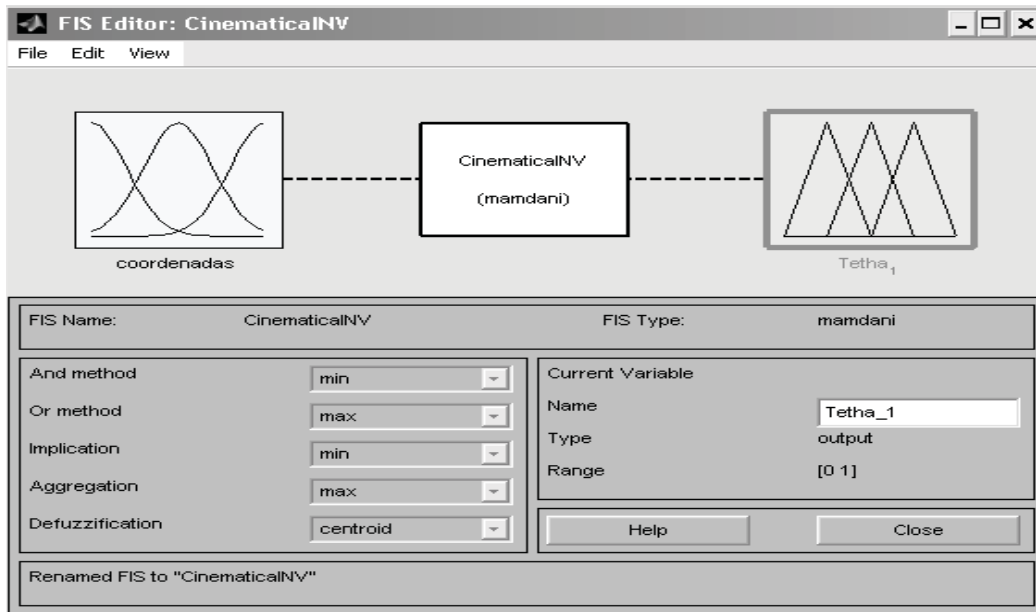 FIS Editor: CinematicaINV
File Edit View
CinematicaINV
(mamdani)
coordenadas
Tetha₁
FIS Name: CinematicaINV FIS Type: mamdani
And method min
Or method max
Implication min
Aggregation max
Defuzzification centroid
Current Variable
Name Tetha_1
Type output
Range [0 1]
Help Close
Renamed FIS to "CinematicaINV"